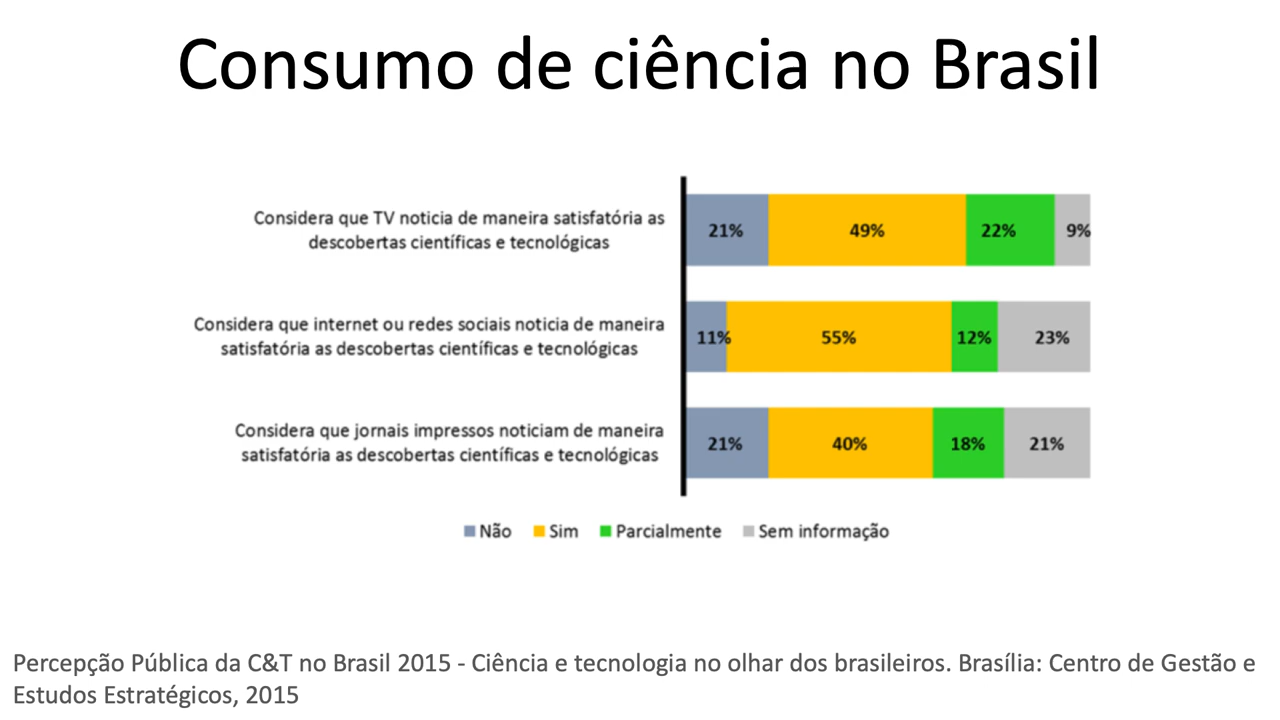 Consumo de ciência no Brasil
Considera que TV noticia de maneira satisfatória as
descobertas científicas e tecnológicas
21% 49% 22% 9%
Considera que internet ou redes sociais noticia de maneira
satisfatória as descobertas científicas e tecnológicas
11% 55% 12% 23%
Considera que jornais impressos noticiam de maneira
satisfatória as descobertas científicas e tecnológicas
21% 40% 18% 21%
Não Sim Parcialmente Sem informação
Percepção Pública da C&T no Brasil 2015 - Ciência e tecnologia no olhar dos brasileiros. Brasília: Centro de Gestão e
Estudos Estratégicos, 2015